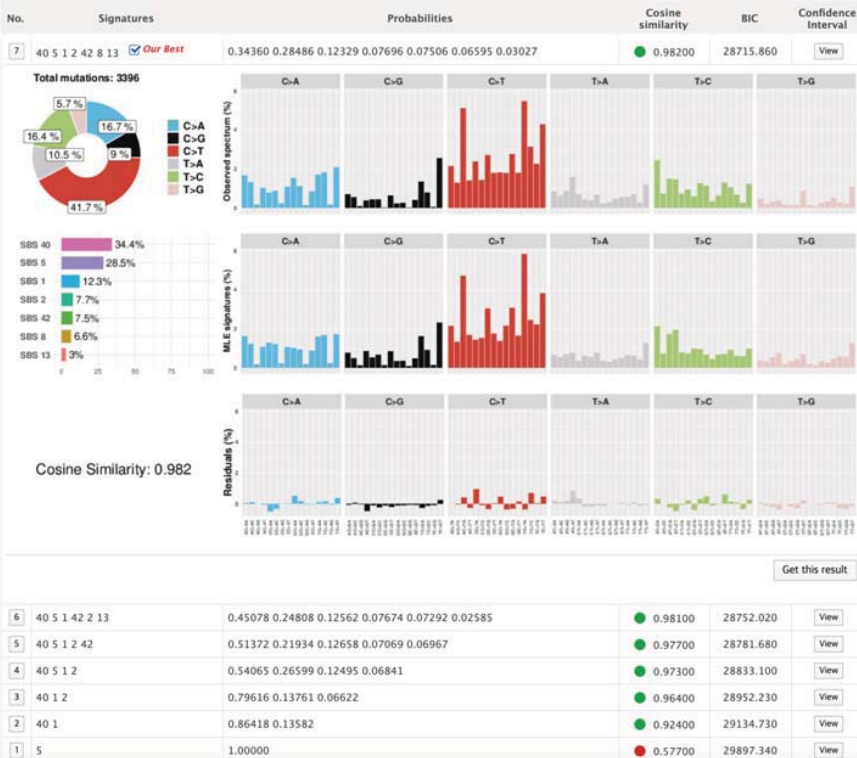 No. Signatures Probabilities Cosine similarity BIC Confidence Interval
7 40 5 1 2 42 8 13 Our Best 0.34360 0.28486 0.12329 0.07696 0.07506 0.06595 0.03027 0.98200 28715.860 View
Total mutations: 3396
5.7 %
16.7 %
16.4 %
10.5 %
9 %
41.7 %
C>A
C>G
C>T
T>A
T>C
T>G
Observed spectrum (%)
C>A C>G C>T T>A T>C T>G
SBS 40 34.4%
SBS 5 28.5%
SBS 1 12.3%
SBS 2 7.7%
SBS 42 7.5%
SBS 8 6.6%
SBS 13 3%
0 25 50 75 100
MLE signatures (%)
C>A C>G C>T T>A T>C T>G
Cosine Similarity: 0.982
Residuals (%)
C>A C>G C>T T>A T>C T>G
Get this result
6 40 5 1 42 2 13 0.45078 0.24808 0.12562 0.07674 0.07292 0.02585 0.98100 28752.020 View
5 40 5 1 2 42 0.51372 0.21934 0.12658 0.07069 0.06967 0.97700 28781.680 View
4 40 5 1 2 0.54065 0.26599 0.12495 0.06841 0.97300 28833.100 View
3 40 1 2 0.79616 0.13761 0.06622 0.96400 28952.230 View
2 40 1 0.86418 0.13582 0.92400 29134.730 View
1 5 1.00000 0.57700 29897.340 View